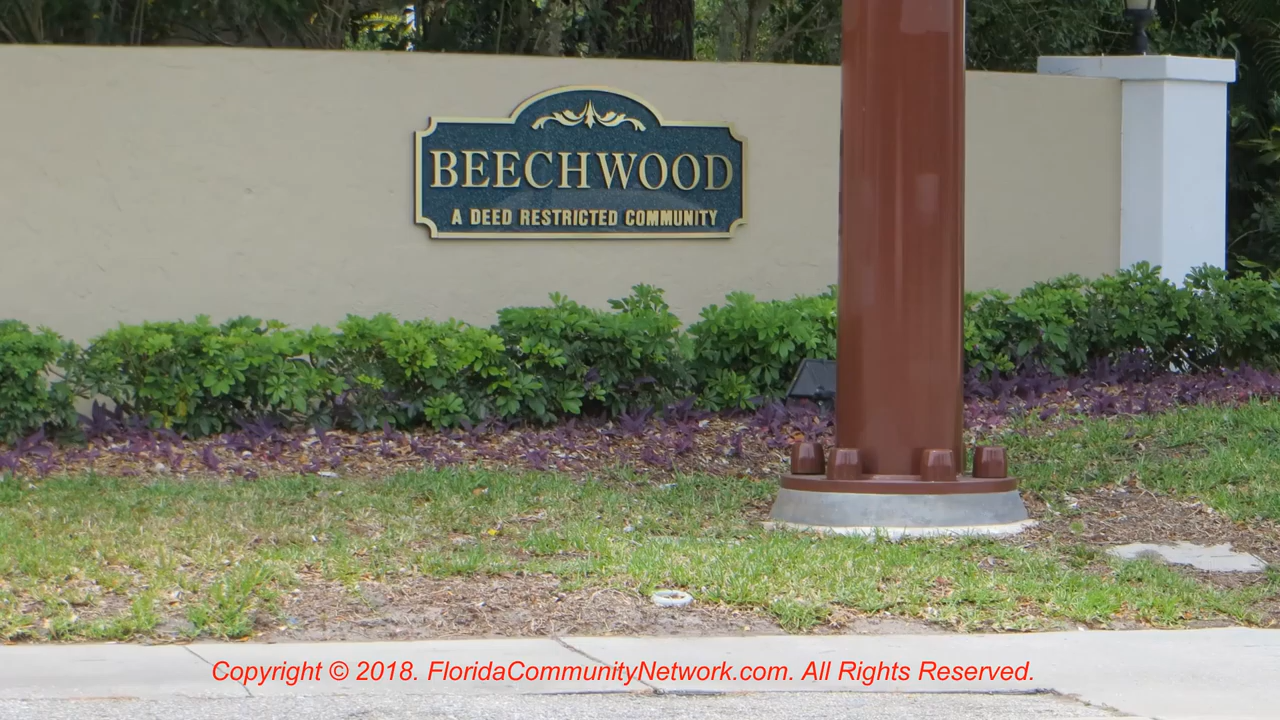 BEECHWOOD
A DEED RESTRICTED COMMUNITY
Copyright © 2018. FloridaCommunityNetwork.com. All Rights Reserved.